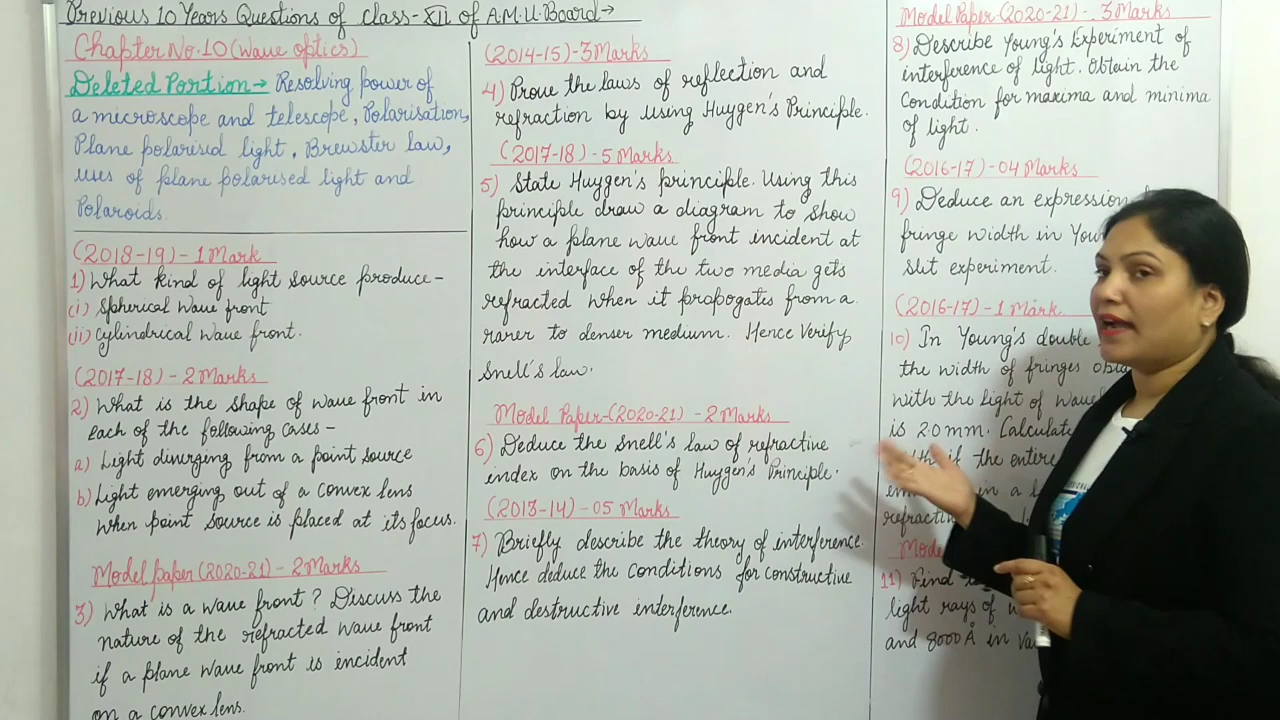 Previous 10 Years Questions of Class-XII of A.M.U. Board→
Chapter No. 10 (Wave optics)
Deleted Portion → Resolving power of
a microscope and telescope, Polarisation,
Plane polarised light, Brewster law,
uses of plane polarised light and
Polaroids.
(2018-19) - 1 Mark
1) What kind of light source produce-
(i) Spherical wave front
(ii) Cylindrical wave front.
(2017-18) - 2 Marks
2) What is the shape of wave front in
each of the following cases-
a) Light diverging from a point source
b) Light emerging out of a convex lens
when point source is placed at its focus.
Model paper (2020-21) - 2 Marks
3) What is a wave front? Discuss the
nature of the refracted wave front
if a plane wave front is incident
on a convex lens.
(2014-15) - 3 Marks
4) Prove the laws of reflection and
refraction by using Huygen's Principle.
(2017-18) - 5 Marks
5) State Huygen's principle. Using this
principle draw a diagram to show
how a plane wave front incident at
the interface of the two media gets
refracted when it propogates from a
rarer to denser medium. Hence Verify
Snell's law.
Model Paper-(2020-21) - 2 Marks
6) Deduce the Snell's law of refractive
index on the basis of Huygen's Principle.
(2013-14) - 05 Marks
7) Briefly describe the theory of interference.
Hence deduce the conditions for constructive
and destructive interference.
Model Paper (2020-21) - 3 Marks
8) Describe Young's Experiment of
interference of light. Obtain the
Condition for maxima and minima
of light.
(2016-17) - 04 Marks
9) Deduce an expression
fringe width in
slit experiment.
(2016-17) - 1 Mark
10) In Young's double
the width of fringes
with the light of
is 2.0 mm. Calculate
if the entire
in a
11) Find
light rays of
and 8000 Å in